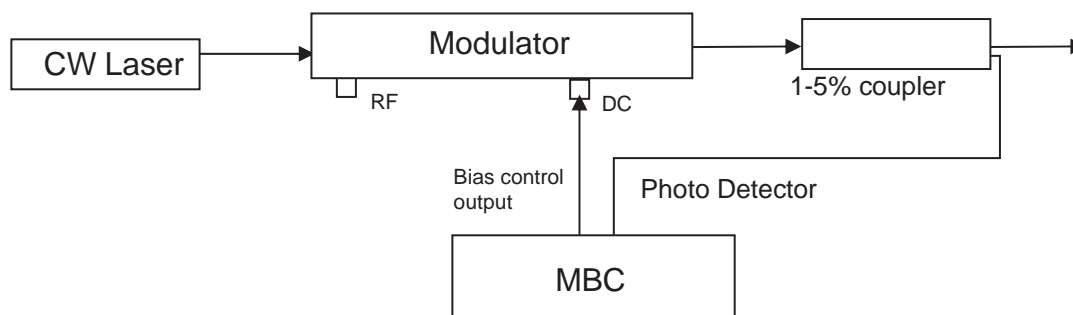 CW Laser
Modulator
RF
DC
1-5% coupler
Bias control
output
Photo Detector
MBC